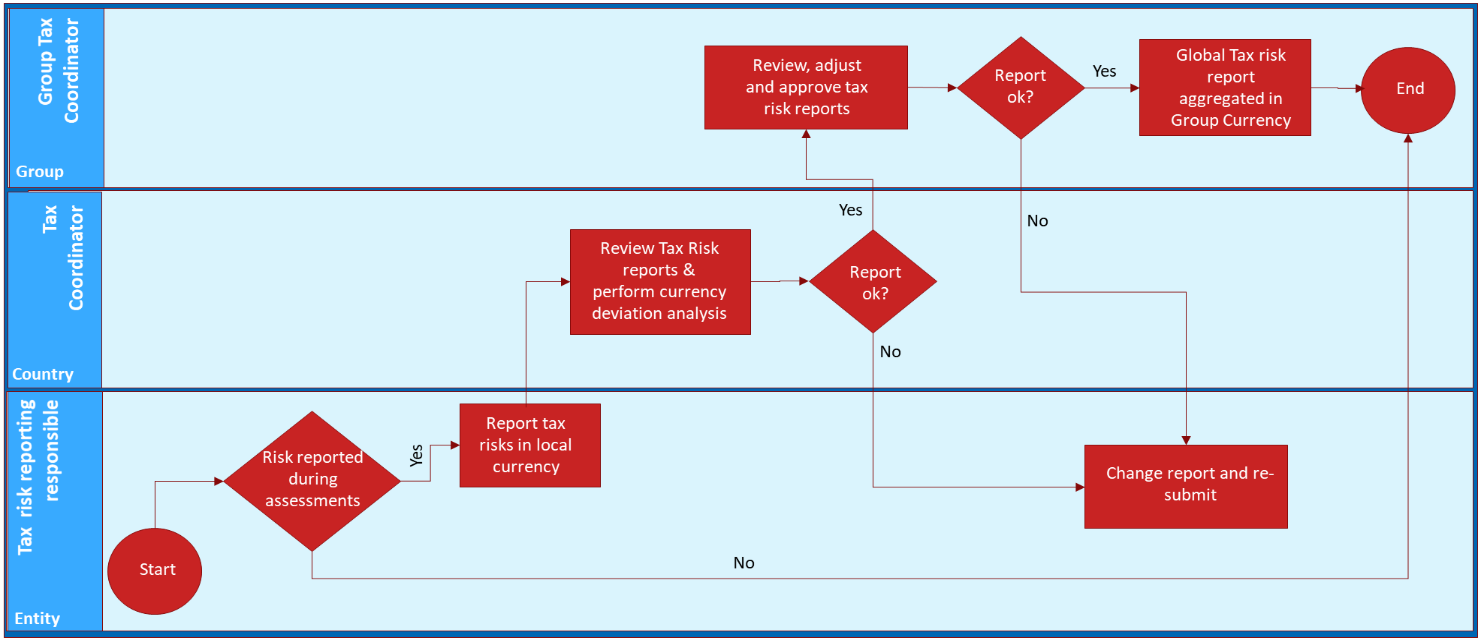 Group Tax
Coordinator
Group
Review, adjust
and approve tax
risk reports
Report
ok?
Yes
Global Tax risk
report
aggregated in
Group Currency
End
Tax
Coordinator
Country
Review Tax Risk
reports &
perform currency
deviation analysis
Yes
Report
ok?
No
No
Tax risk reporting
responsible
Entity
Start
Risk reported
during
assessments
Yes
Report tax
risks in local
currency
Change report and re-
submit
No